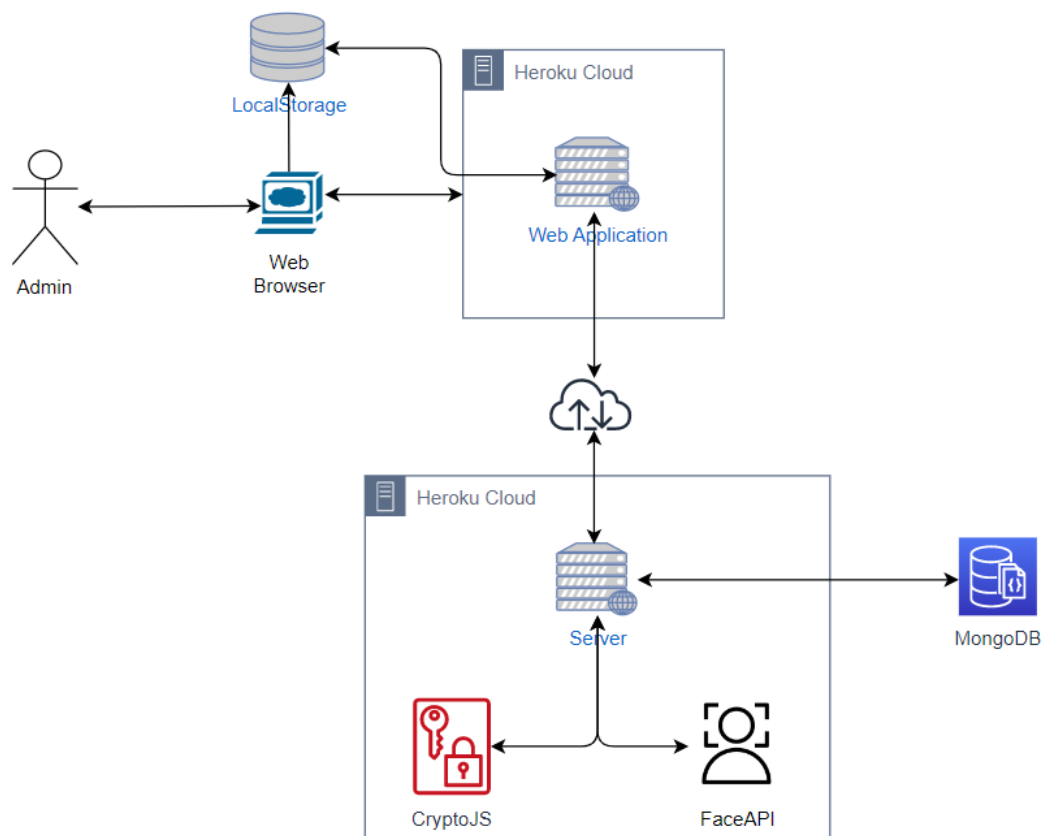 Heroku Cloud
LocalStorage
Web Application
Admin
Web
Browser
Heroku Cloud
Server
MongoDB
CryptoJS
FaceAPI